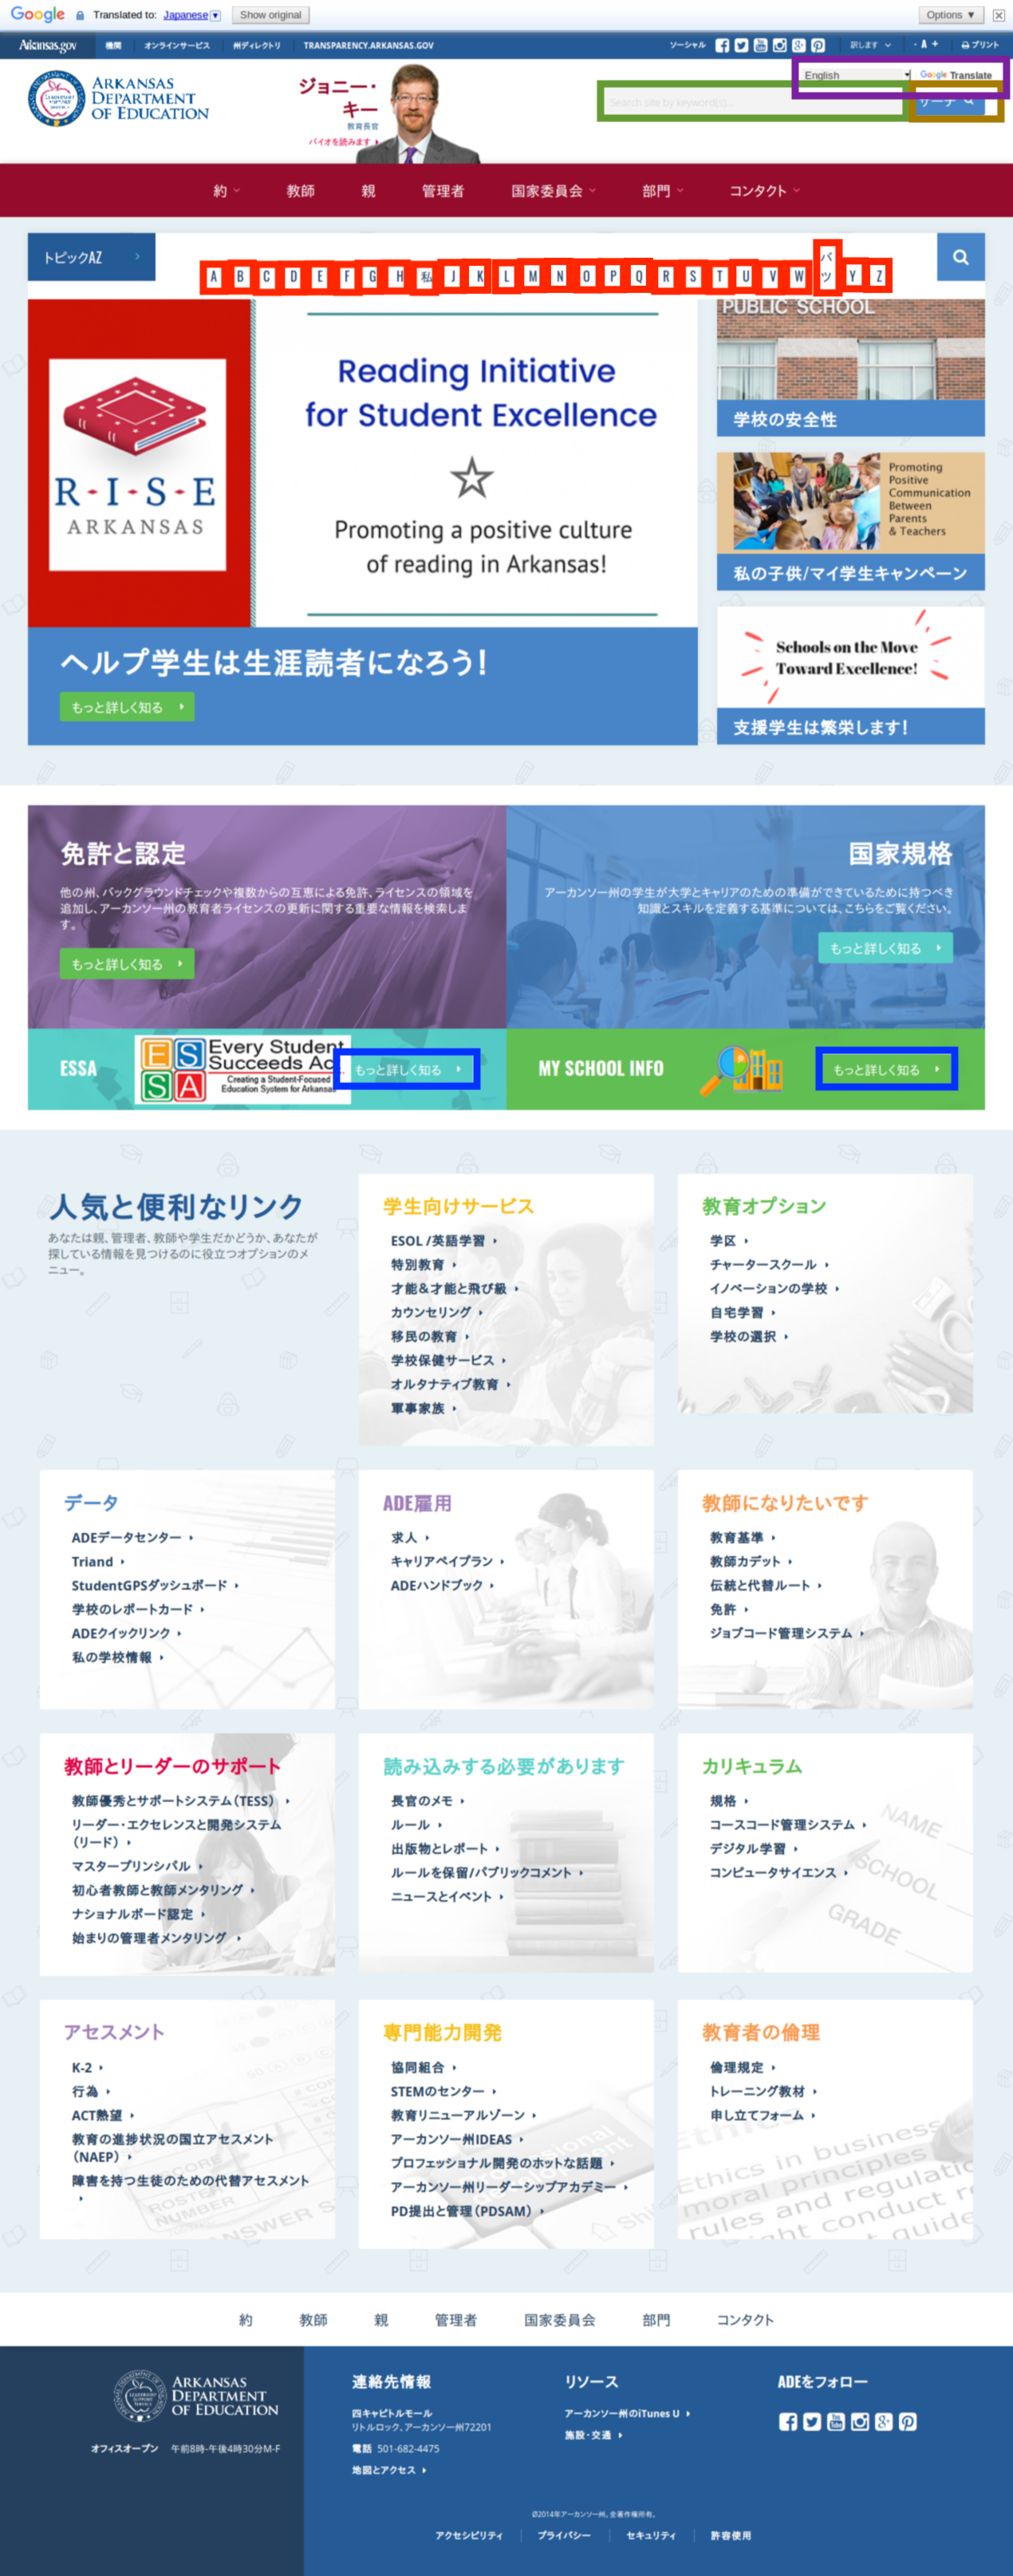 Google Translated to: Japanese Show original Options ▼
Arkansas.gov 機関 オンラインサービス 州ディレクトリ TRANSPARENCY.ARKANSAS.GOV ソーシャル 訳します - A + プリント
English Google Translate
ARKANSAS
DEPARTMENT
OF EDUCATION
ジョニー・
キー
教育長官
バイオを読みます
Search site by keyword(s)...
サーチ
約 教師 親 管理者 国家委員会 部門 コンタクト
トピックAZ
A B C D E F G H 私 J K L M N O P Q R S T U V W バツ Y Z
R·I·S·E
ARKANSAS
Reading Initiative
for Student Excellence
Promoting a positive culture
of reading in Arkansas!
ヘルプ学生は生涯読者になろう!
もっと詳しく知る
PUBLIC SCHOOL
学校の安全性
Promoting
Positive
Communication
Between
Parents
& Teachers
私の子供/マイ学生キャンペーン
Schools on the Move
Toward Excellence!
支援学生は繁栄します!
免許と認定
他の州、バックグラウンドチェックや複数からの互恵による免許、ライセンスの領域を
追加し、アーカンソー州の教育者ライセンスの更新に関する重要な情報を検索しま
す。
もっと詳しく知る
国家規格
アーカンソー州の学生が大学とキャリアのための準備ができているために持つべき
知識とスキルを定義する基準については、こちらをご覧ください。
もっと詳しく知る
ESSA
ESSA
Every Student
Succeeds Ac
Creating a Student-Focused
Education System for Arkansas
もっと詳しく知る
MY SCHOOL INFO
もっと詳しく知る
人気と便利なリンク
あなたは親、管理者、教師や学生だかどうか、あなたが
探している情報を見つけるのに役立つオプションのメ
ニュー。
学生向けサービス
ESOL /英語学習
特別教育
才能&才能と飛び級
カウンセリング
移民の教育
学校保健サービス
オルタナティブ教育
軍事家族
教育オプション
学区
チャータースクール
イノベーションの学校
自宅学習
学校の選択
データ
ADEデータセンター
Triand
StudentGPSダッシュボード
学校のレポートカード
ADEクイックリンク
私の学校情報
ADE雇用
求人
キャリアペイプラン
ADEハンドブック
教師になりたいです
教育基準
教師カデット
伝統と代替ルート
免許
ジョブコード管理システム
教師とリーダーのサポート
教師優秀とサポートシステム(TESS)
リーダー・エクセレンスと開発システム
(リード)
マスタープリンシパル
初心者教師と教師メンタリング
ナショナルボード認定
始まりの管理者メンタリング
読み込みする必要があります
長官のメモ
ルール
出版物とレポート
ルールを保留/パブリックコメント
ニュースとイベント
カリキュラム
規格
コースコード管理システム
デジタル学習
コンピュータサイエンス
NAME
SCHOOL
GRADE
アセスメント
K-2
行為
ACT熱望
教育の進捗状況の国立アセスメント
(NAEP)
障害を持つ生徒のための代替アセスメント
専門能力開発
協同組合
STEMのセンター
教育リニューアルゾーン
アーカンソー州IDEAS
プロフェッショナル開発のホットな話題
アーカンソー州リーダーシップアカデミー
PD提出と管理(PDSAM)
教育者の倫理
倫理規定
トレーニング教材
申し立てフォーム
約 教師 親 管理者 国家委員会 部門 コンタクト
ARKANSAS
DEPARTMENT
OF EDUCATION
オフィスオープン 午前8時-午後4時30分M-F
連絡先情報
四キャピトルモール
リトルロック、アーカンソー州72201
電話 501-682-4475
地図とアクセス
リソース
アーカンソー州のiTunes U
施設・交通
ADEをフォロー
©2014年アーカンソー州。全著作権所有。
アクセシビリティ プライバシー セキュリティ 許容使用